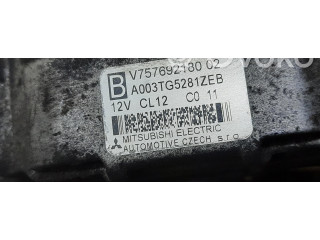 V757692180 02
B
A003TG5281ZEB
12V CL12 C0 11
MITSUBISHI ELECTRIC
AUTOMOTIVE CZECH s.r.o.